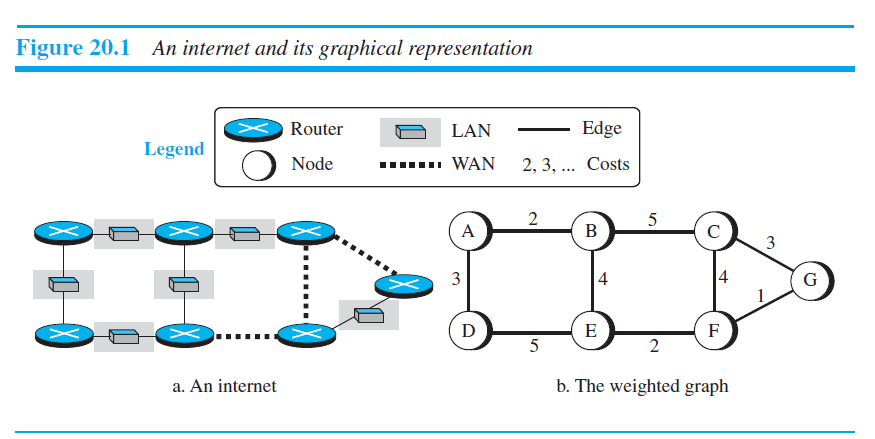 Figure 20.1 An internet and its graphical representation
Legend
Router
LAN
Edge
Node
WAN
2, 3, ... Costs
A 2 B 5 C
3
3 4 4 G
1
D E F
5 2
a. An internet
b. The weighted graph